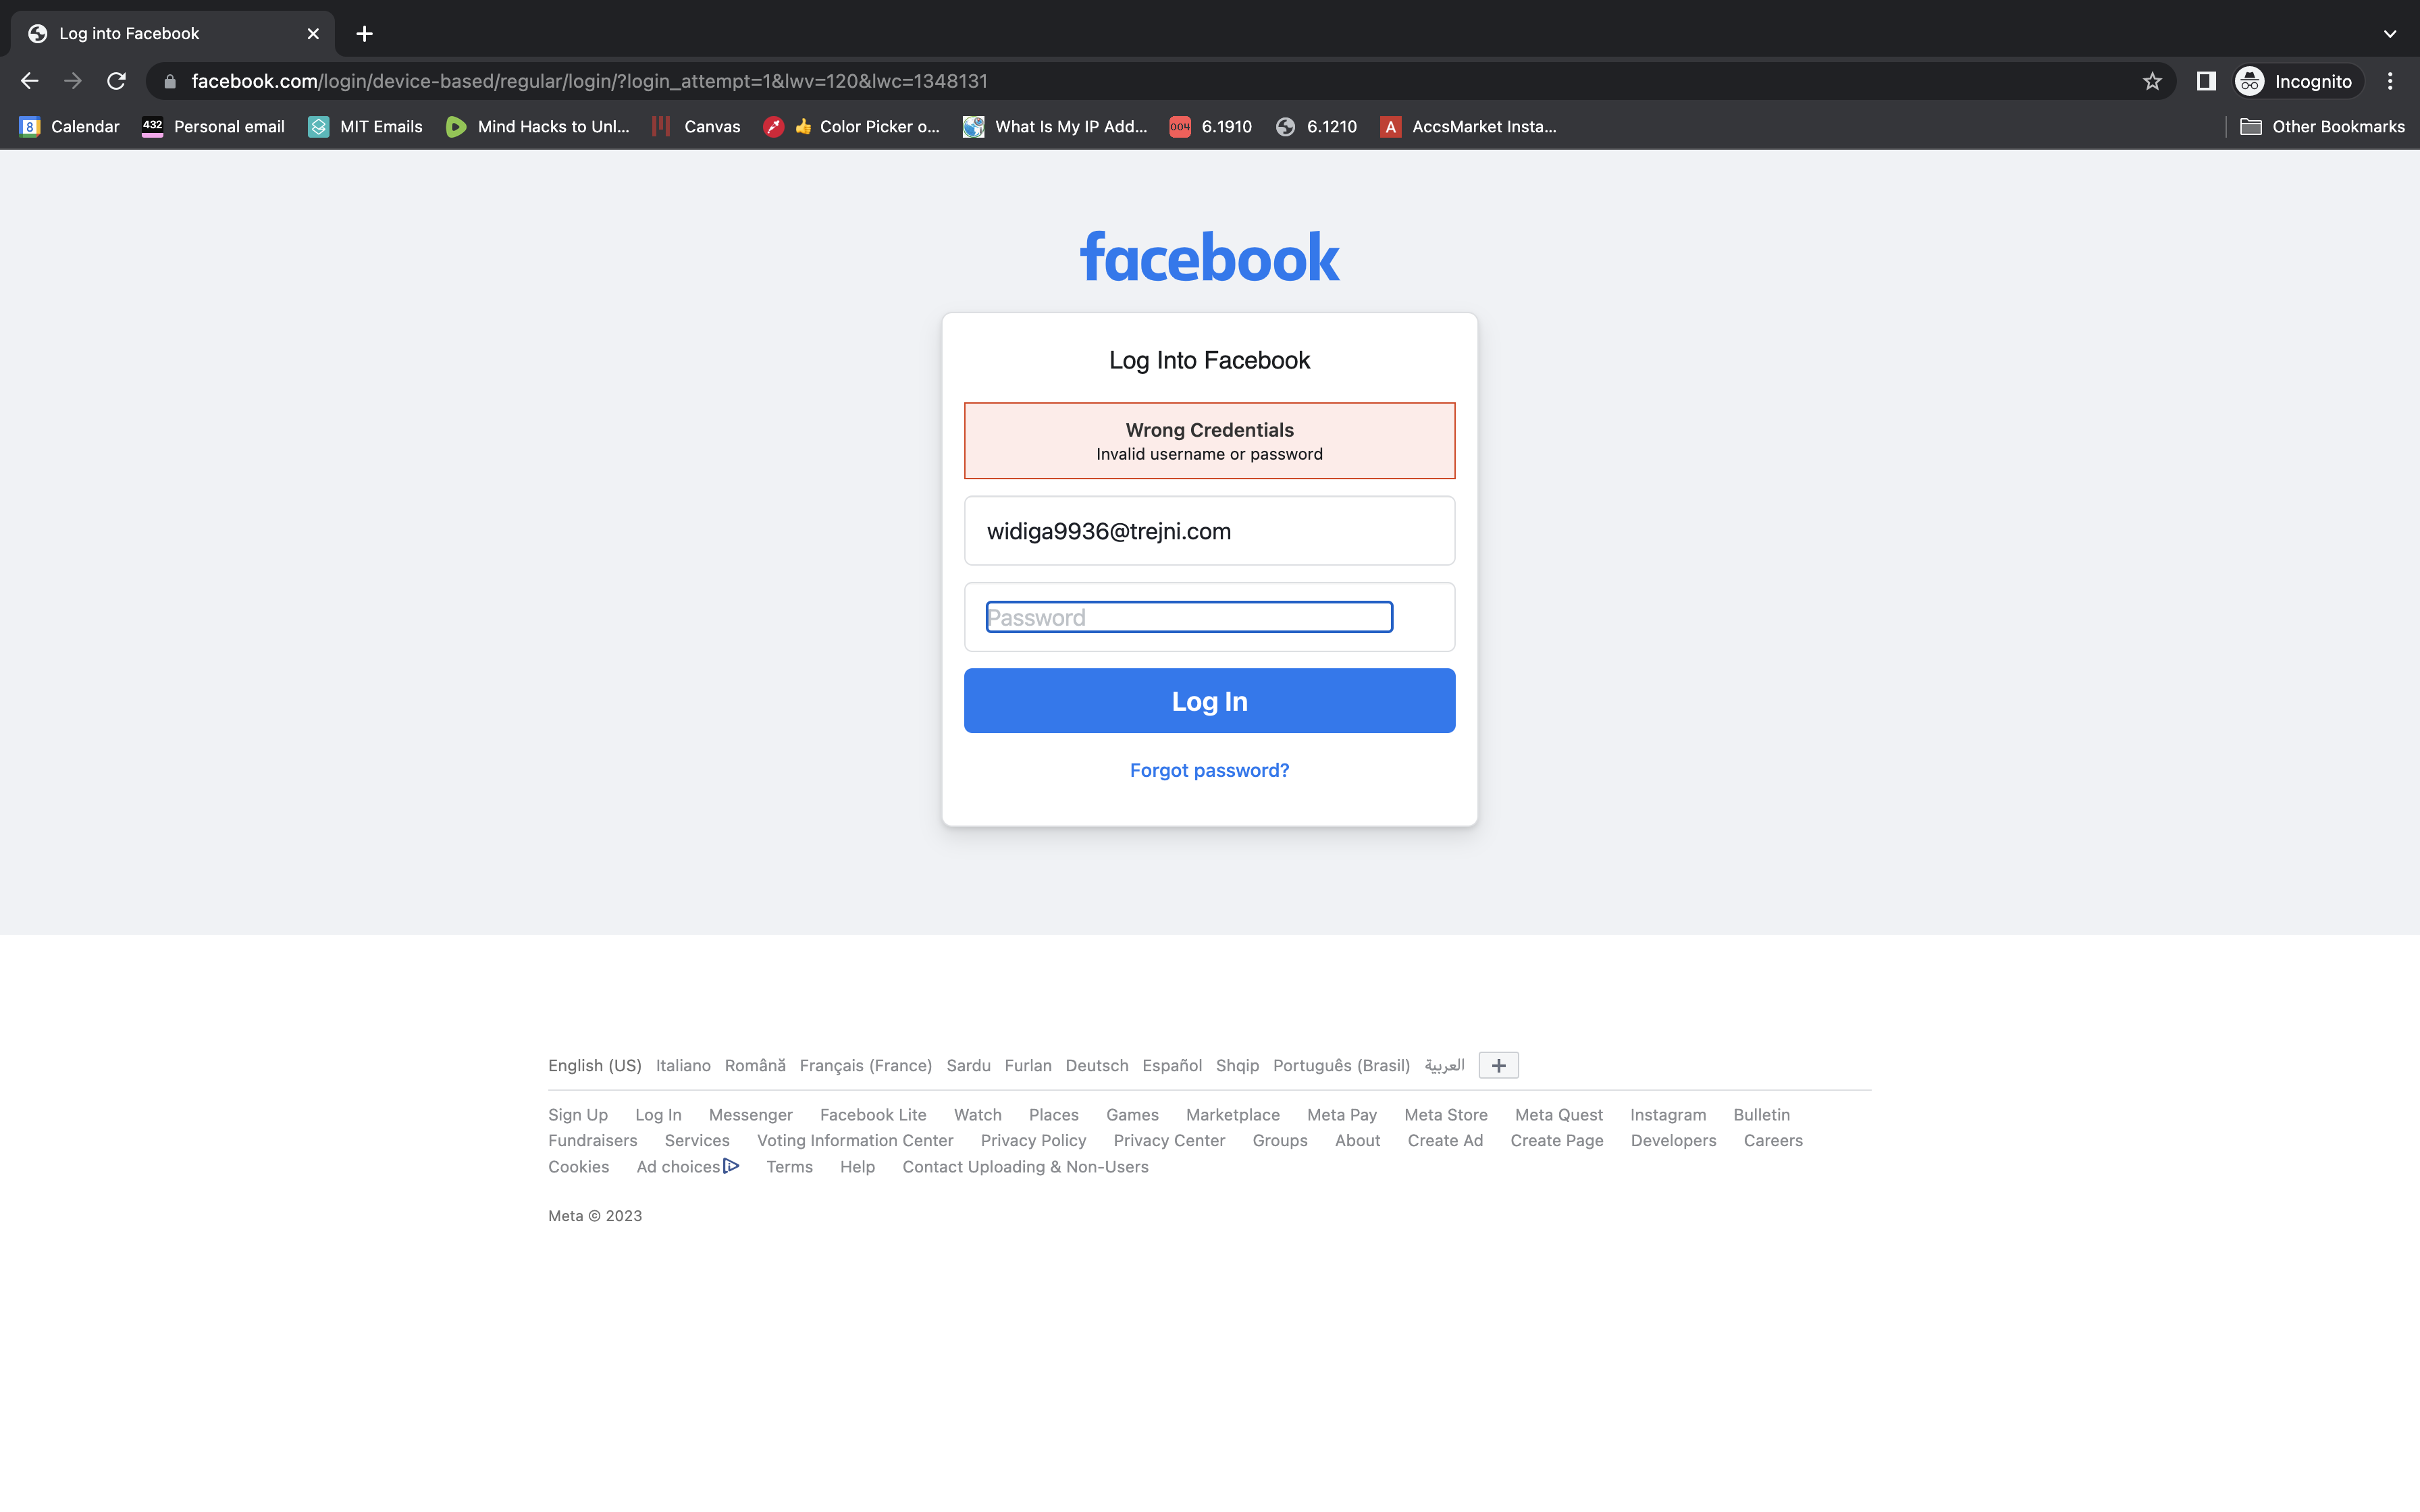 Log into Facebook
facebook.com/login/device-based/regular/login/?login_attempt=1&lwv=120&lwc=1348131
Incognito
8 Calendar 432 Personal email MIT Emails Mind Hacks to Unl... Canvas 👍 Color Picker o... What Is My IP Add... 004 6.1910 6.1210 A AccsMarket Insta... Other Bookmarks
facebook
Log Into Facebook
Wrong Credentials
Invalid username or password
widiga9936@trejni.com
Password
Log In
Forgot password?
English (US) Italiano Română Français (France) Sardu Furlan Deutsch Español Shqip Português (Brasil) العربية
Sign Up Log In Messenger Facebook Lite Watch Places Games Marketplace Meta Pay Meta Store Meta Quest Instagram Bulletin
Fundraisers Services Voting Information Center Privacy Policy Privacy Center Groups About Create Ad Create Page Developers Careers
Cookies Ad choices Terms Help Contact Uploading & Non-Users
Meta © 2023